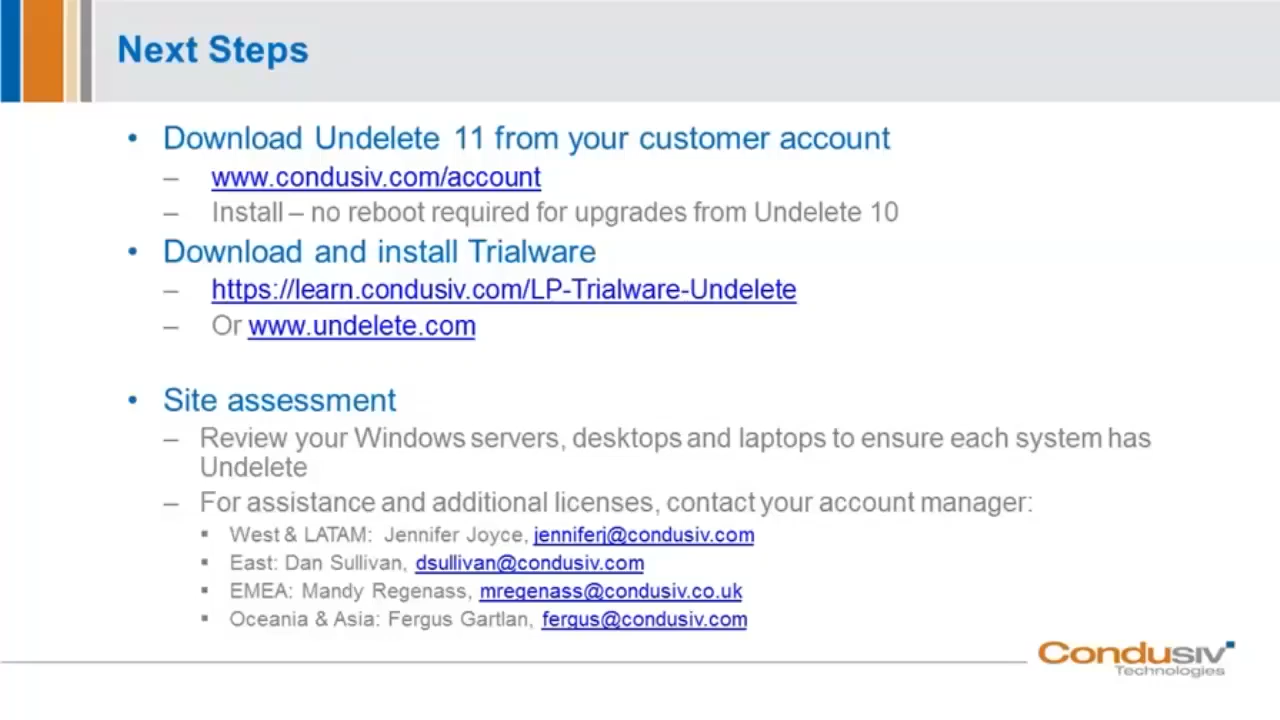 Next Steps
• Download Undelete 11 from your customer account
– www.condusiv.com/account
– Install – no reboot required for upgrades from Undelete 10
• Download and install Trialware
– https://learn.condusiv.com/LP-Trialware-Undelete
– Or www.undelete.com
• Site assessment
– Review your Windows servers, desktops and laptops to ensure each system has
Undelete
– For assistance and additional licenses, contact your account manager:
▪ West & LATAM: Jennifer Joyce, jenniferj@condusiv.com
▪ East: Dan Sullivan, dsullivan@condusiv.com
▪ EMEA: Mandy Regenass, mregenass@condusiv.co.uk
▪ Oceania & Asia: Fergus Gartlan, fergus@condusiv.com
Condusiv
Technologies